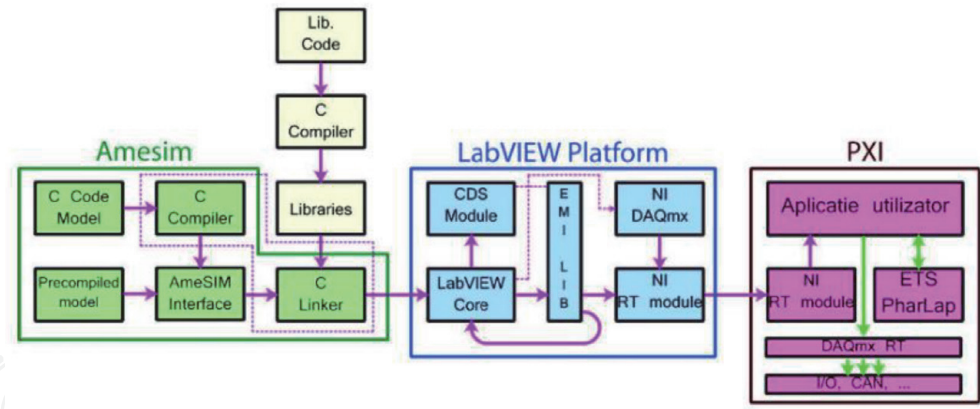 Lib.
Code
C
Compiler
Amesim
LabVIEW Platform
PXI
C Code
Model
C
Compiler
Libraries
CDS
Module
E
M
I
L
I
B
NI
DAQmx
Aplicatie utilizator
Precompiled
model
AmeSIM
Interface
C
Linker
LabVIEW
Core
NI
RT module
NI
RT module
ETS
PharLap
DAQmx RT
I/O, CAN, ...